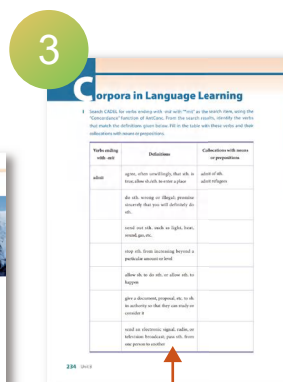 3
Corpora in Language Learning
1 Search CADEL for verbs ending with -mit with "*mit" as the search item, using the
"Concordance" function of AntConc. From the search results, identify the verbs
that match the definitions given below. Fill in the table with these verbs and their
collocations with nouns or prepositions.
Verbs ending
with -mit
Definitions
Collocations with nouns
or prepositions
admit
agree, often unwillingly, that sth. is
true; allow sb./sth. to enter a place
admit of sth.
admit refugees
do sth. wrong or illegal; promise
sincerely that you will definitely do
sth.
send out sth. such as light, heat,
sound, gas, etc.
stop sth. from increasing beyond a
particular amount or level
allow sb. to do sth. or allow sth. to
happen
give a document, proposal, etc. to sb.
in authority so that they can study or
consider it
send an electronic signal, radio, or
television broadcast; pass sth. from
one person to another
234 Unit 8